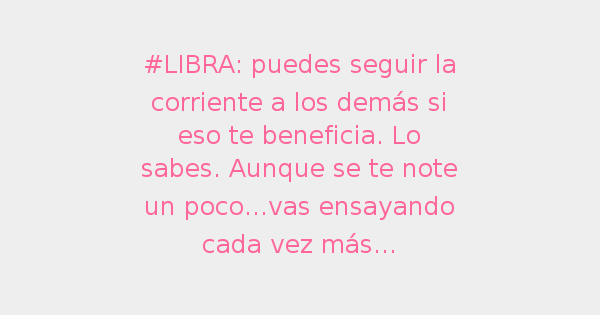 #LIBRA: puedes seguir la
corriente a los demás si
eso te beneficia. Lo
sabes. Aunque se te note
un poco...vas ensayando
cada vez más...